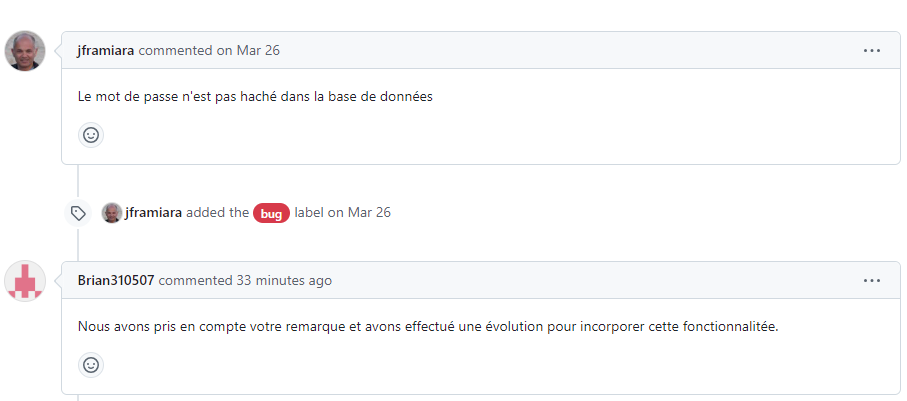 jframiara commented on Mar 26
Le mot de passe n'est pas haché dans la base de données
jframiara added the bug label on Mar 26
Brian310507 commented 33 minutes ago
Nous avons pris en compte votre remarque et avons effectué une évolution pour incorporer cette fonctionnalitée.